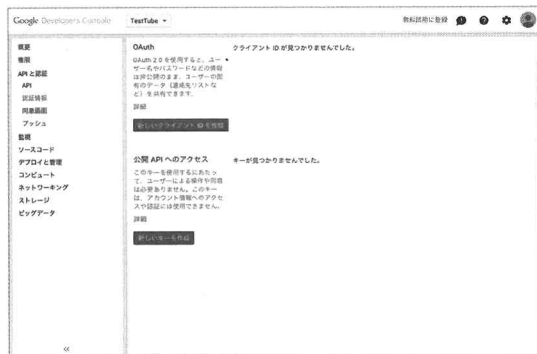 Google Developers Console
TestTube
無料試用に登録
概要
権限
API と認証
API
認証情報
同意画面
プッシュ
監視
ソースコード
デプロイと管理
コンピュート
ネットワーキング
ストレージ
ビッグデータ
OAuth
OAuth 2.0 を使用すると、ユー
ザー名やパスワードなどの情報
は非公開のまま、ユーザーの固
有のデータ（連絡先リストな
ど）を共有できます。
詳細
新しいクライアント ID を作成
クライアント ID が見つかりませんでした。
公開 API へのアクセス
このキーを使用するにあたっ
て、ユーザーによる操作や同意
は必要ありません。このキー
は、アカウント情報へのアクセ
スや認証には使用できません。
詳細
新しいキーを作成
キーが見つかりませんでした。
«